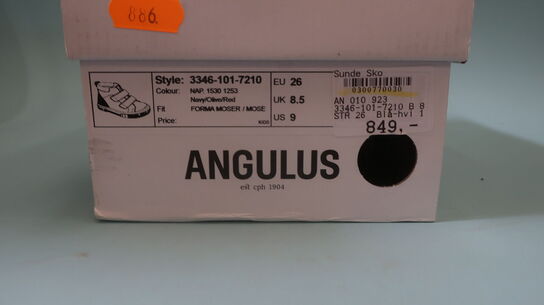 886.
Style: 3346-101-7210
Colour: NAP. 1530 1253
Navy/Olive/Red
Fit FORMA MOSER / MOSE
Price:
KIDS
EU 26
UK 8.5
US 9
Sunde Sko
0300770030
AN 010 923
3346-101-7210 B 8
STR 26 Blå-hvl 1
849,-
ANGULUS
est cph 1904